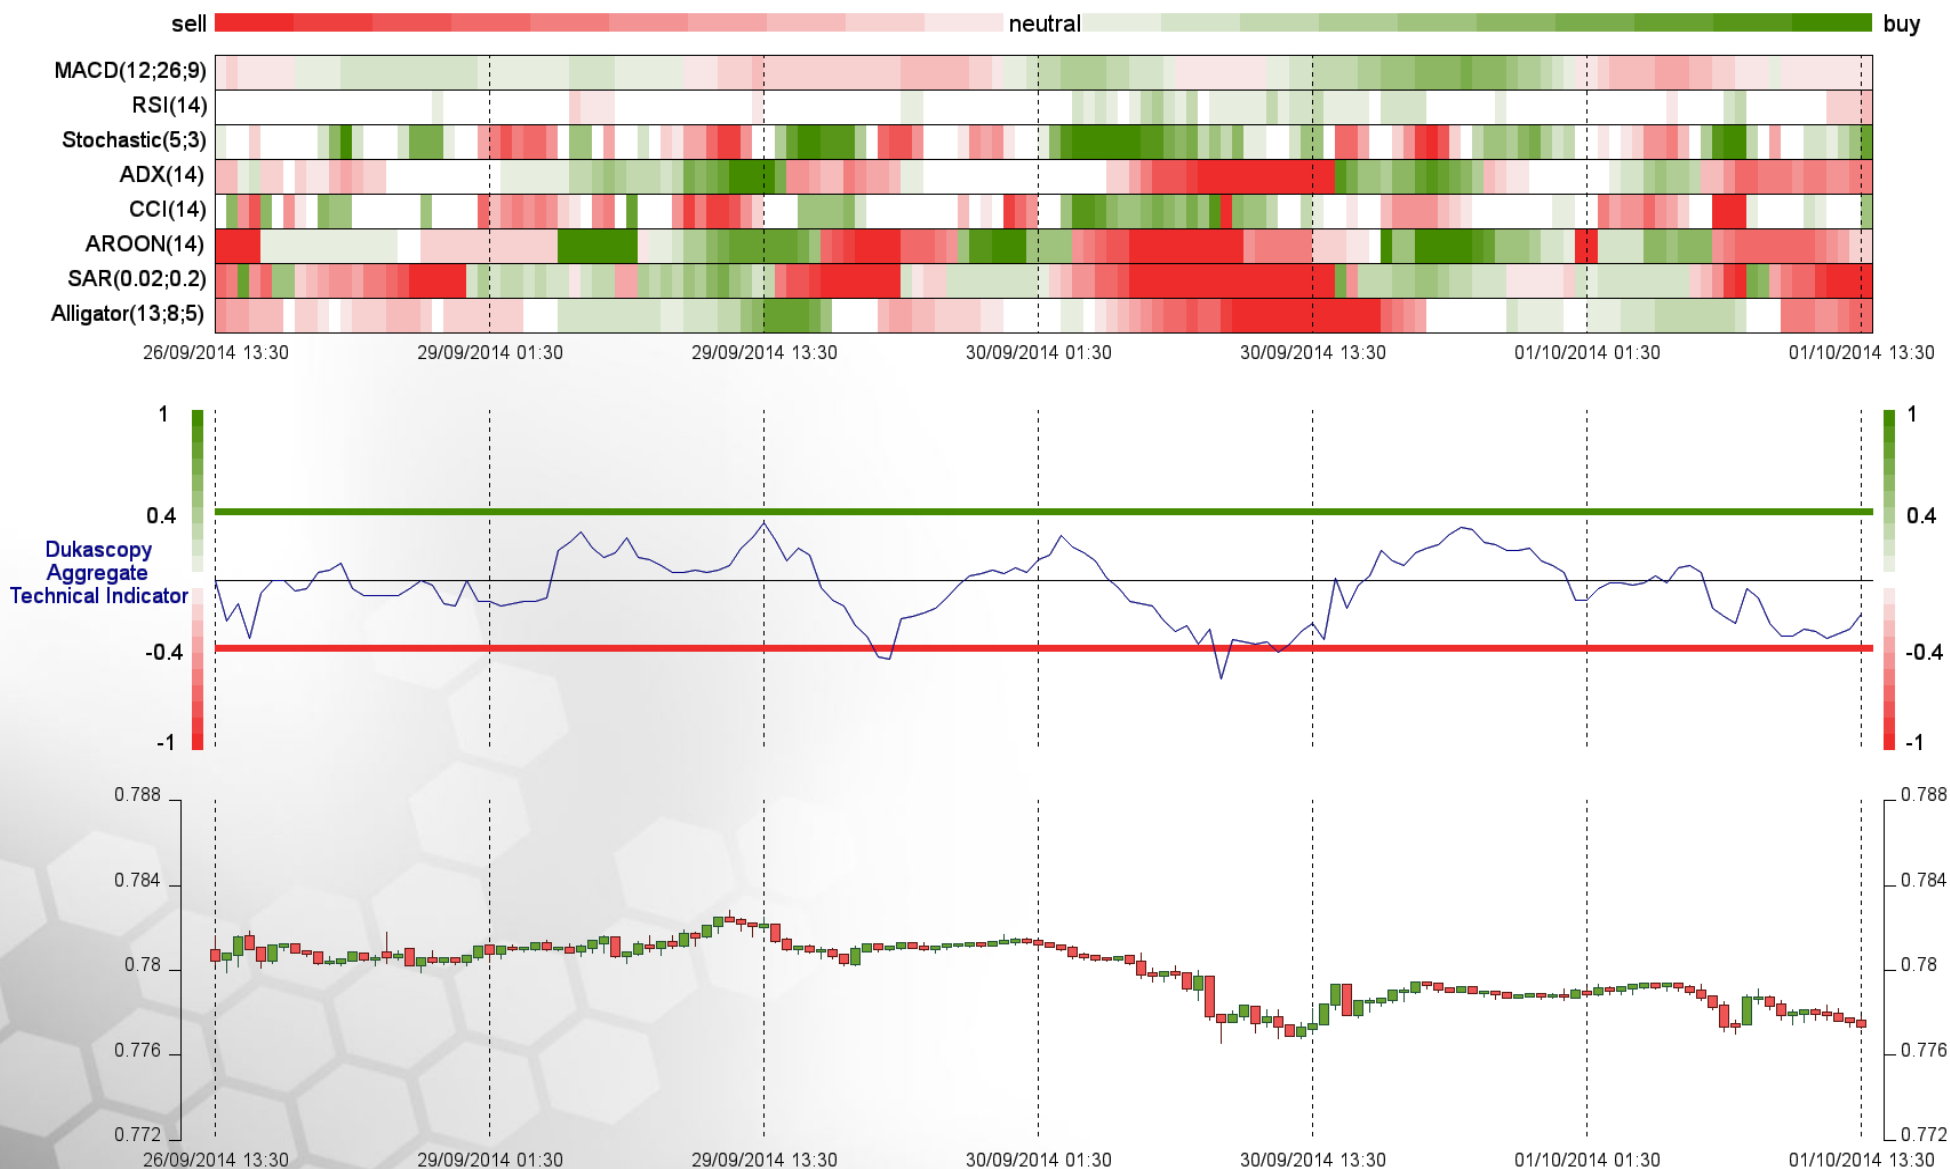 sell neutral buy
MACD(12;26;9)
RSI(14)
Stochastic(5;3)
ADX(14)
CCI(14)
AROON(14)
SAR(0.02;0.2)
Alligator(13;8;5)
26/09/2014 13:30 29/09/2014 01:30 29/09/2014 13:30 30/09/2014 01:30 30/09/2014 13:30 01/10/2014 01:30 01/10/2014 13:30
1 1
0.4 0.4
Dukascopy
Aggregate
Technical Indicator
-0.4 -0.4
-1 -1
0.788 0.788
0.784 0.784
0.78 0.78
0.776 0.776
0.772 0.772
26/09/2014 13:30 29/09/2014 01:30 29/09/2014 13:30 30/09/2014 01:30 30/09/2014 13:30 01/10/2014 01:30 01/10/2014 13:30